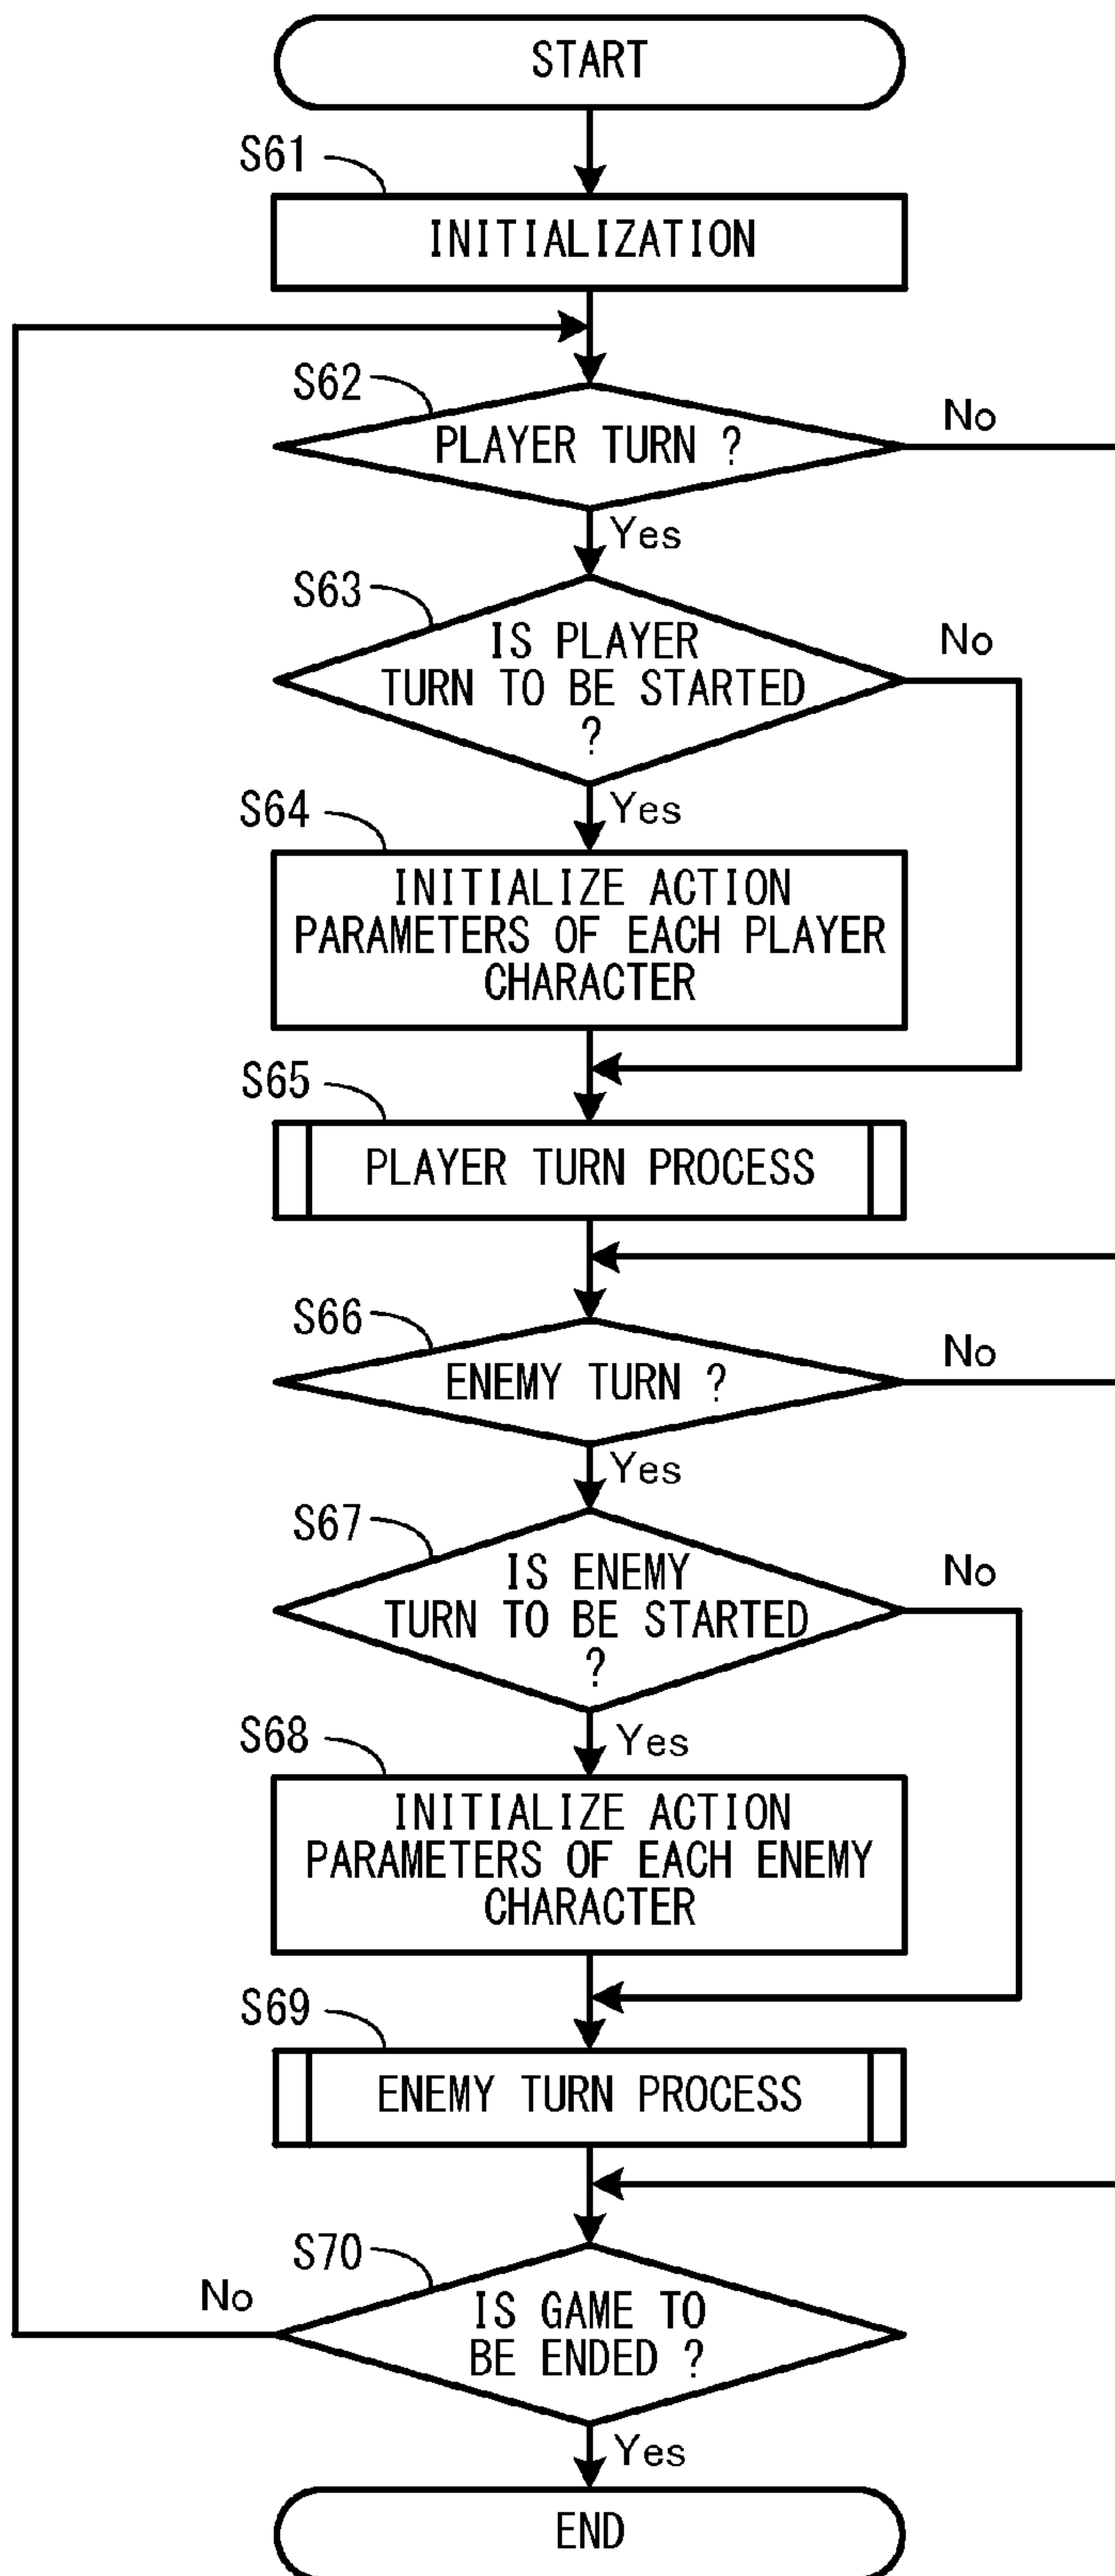 START
S61
INITIALIZATION
S62
PLAYER TURN ?
No
Yes
S63
IS PLAYER
TURN TO BE STARTED
?
No
Yes
S64
INITIALIZE ACTION
PARAMETERS OF EACH PLAYER
CHARACTER
S65
PLAYER TURN PROCESS
S66
ENEMY TURN ?
No
Yes
S67
IS ENEMY
TURN TO BE STARTED
?
No
Yes
S68
INITIALIZE ACTION
PARAMETERS OF EACH ENEMY
CHARACTER
S69
ENEMY TURN PROCESS
S70
No
IS GAME TO
BE ENDED ?
Yes
END